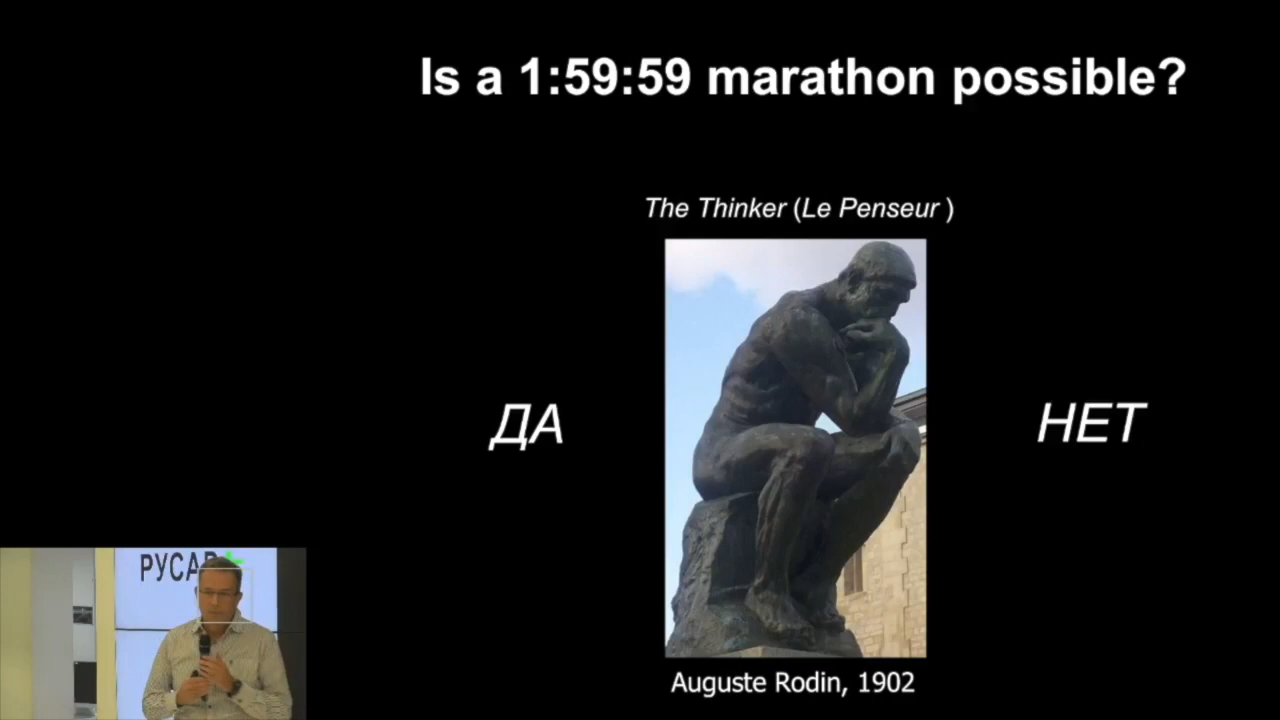 Is a 1:59:59 marathon possible?
The Thinker (Le Penseur )
ДА
НЕТ
Auguste Rodin, 1902